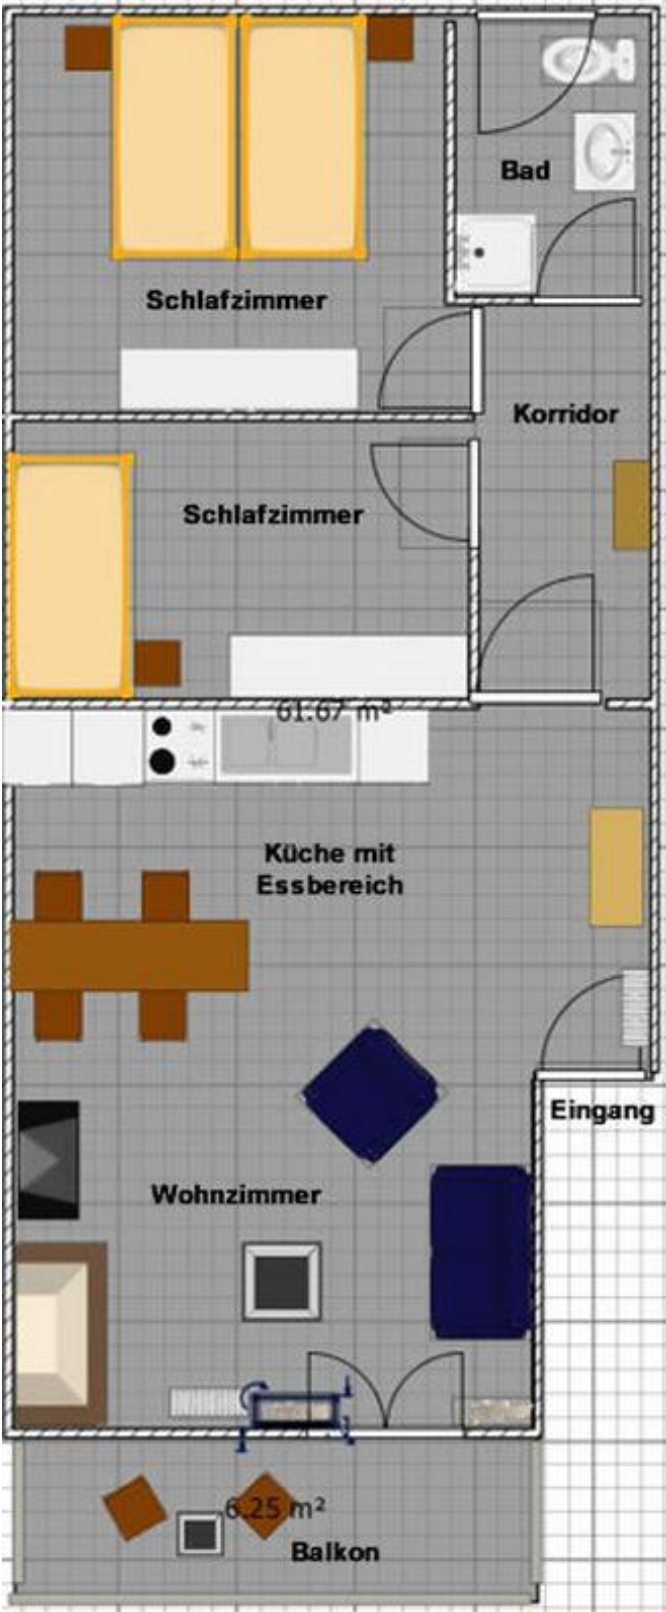 Bad
Schlafzimmer
Korridor
Schlafzimmer
61.67 m²
Küche mit
Essbereich
Eingang
Wohnzimmer
6.25 m²
Balkon